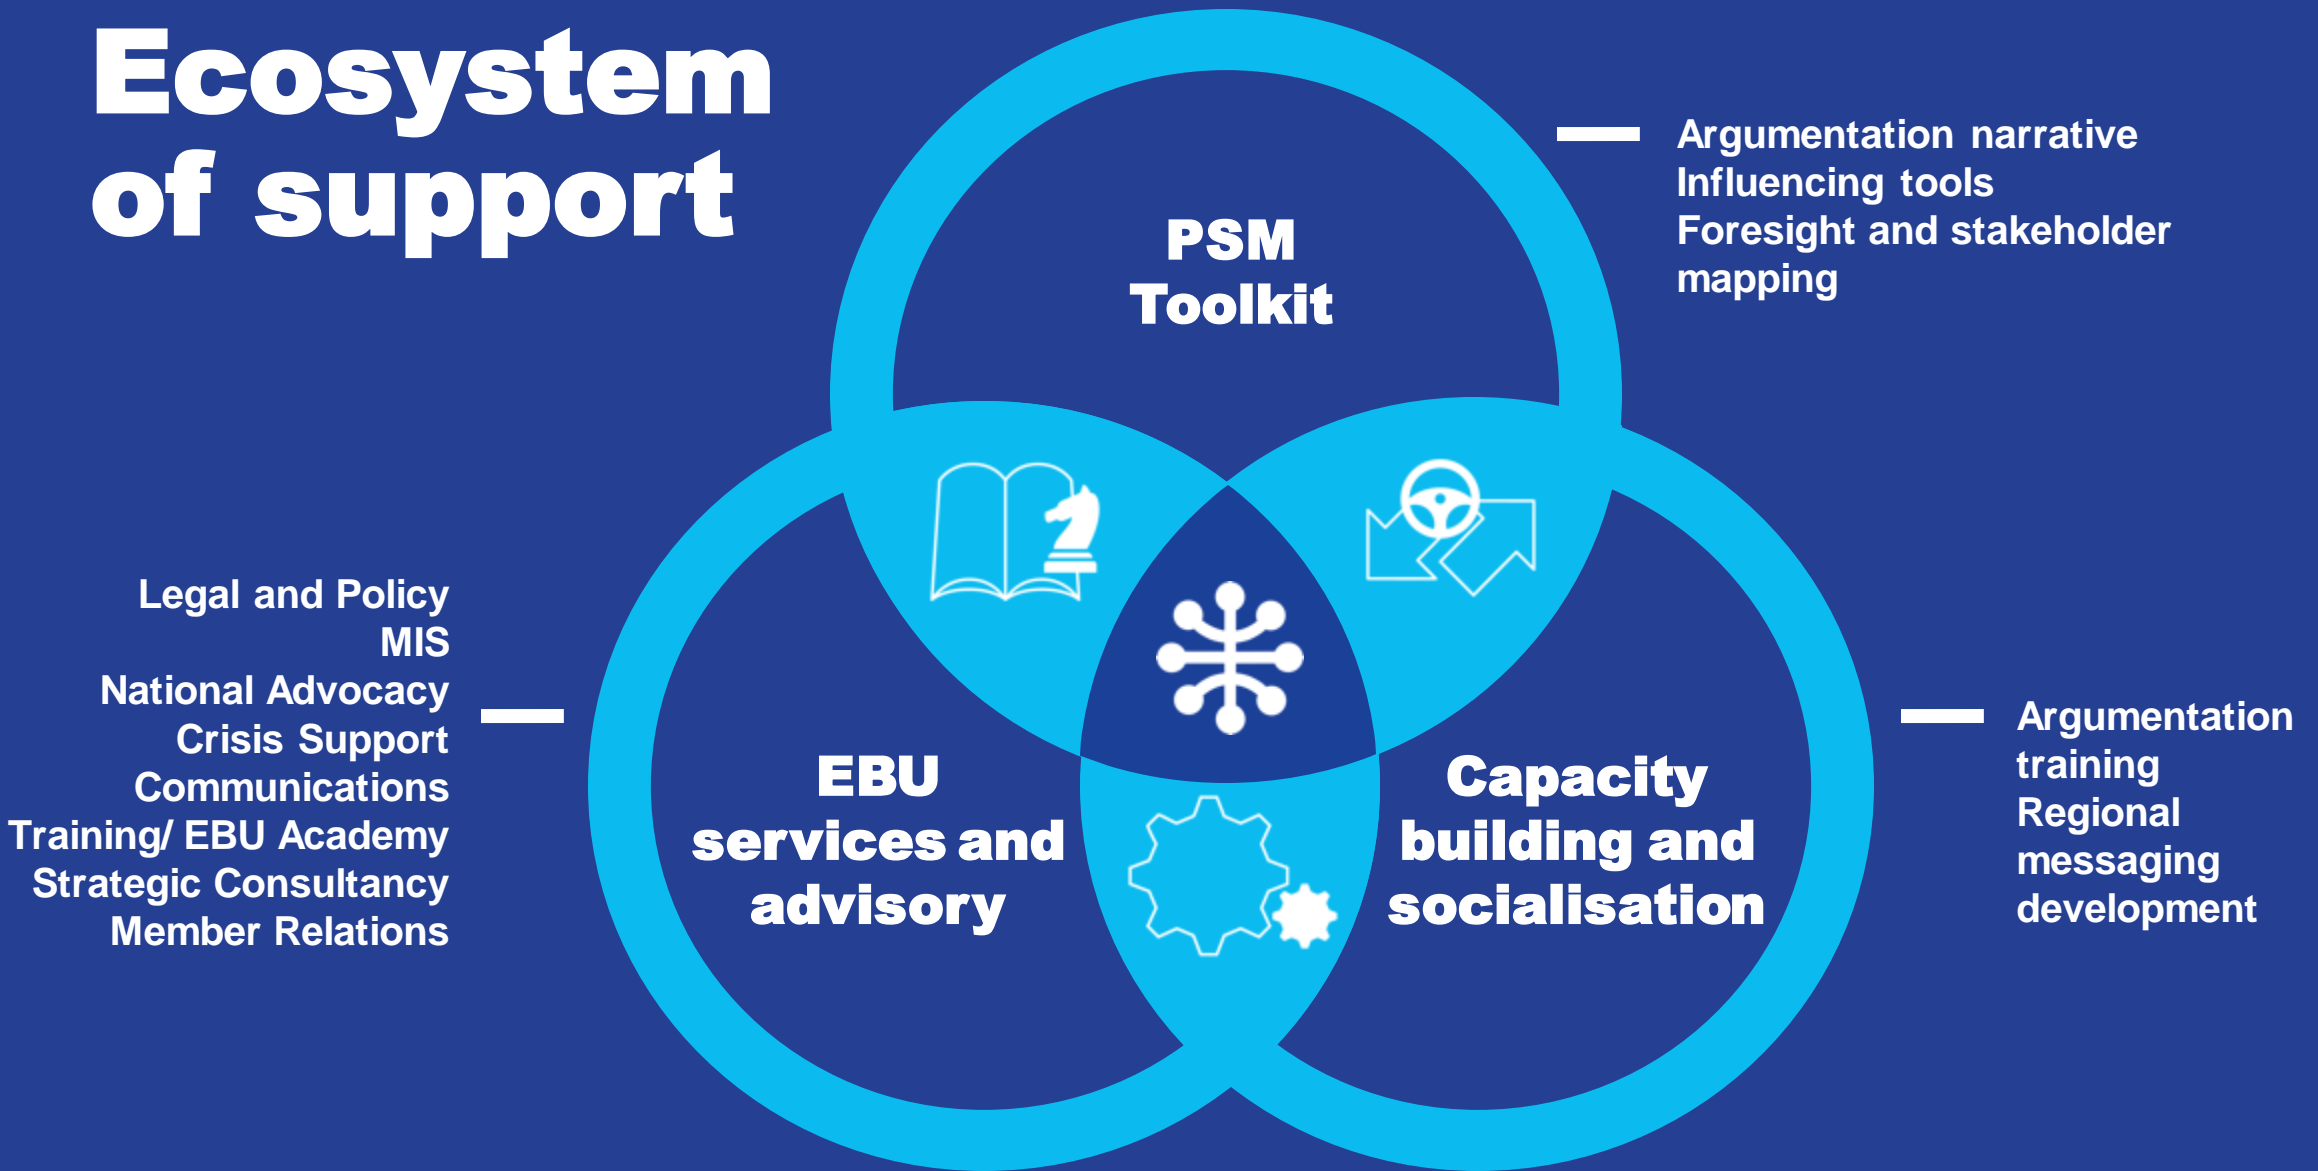 Ecosystem
of support
PSM
Toolkit
Argumentation narrative
Influencing tools
Foresight and stakeholder
mapping
Legal and Policy
MIS
National Advocacy
Crisis Support
Communications
Training/ EBU Academy
Strategic Consultancy
Member Relations
EBU
services and
advisory
Capacity
building and
socialisation
Argumentation
training
Regional
messaging
development